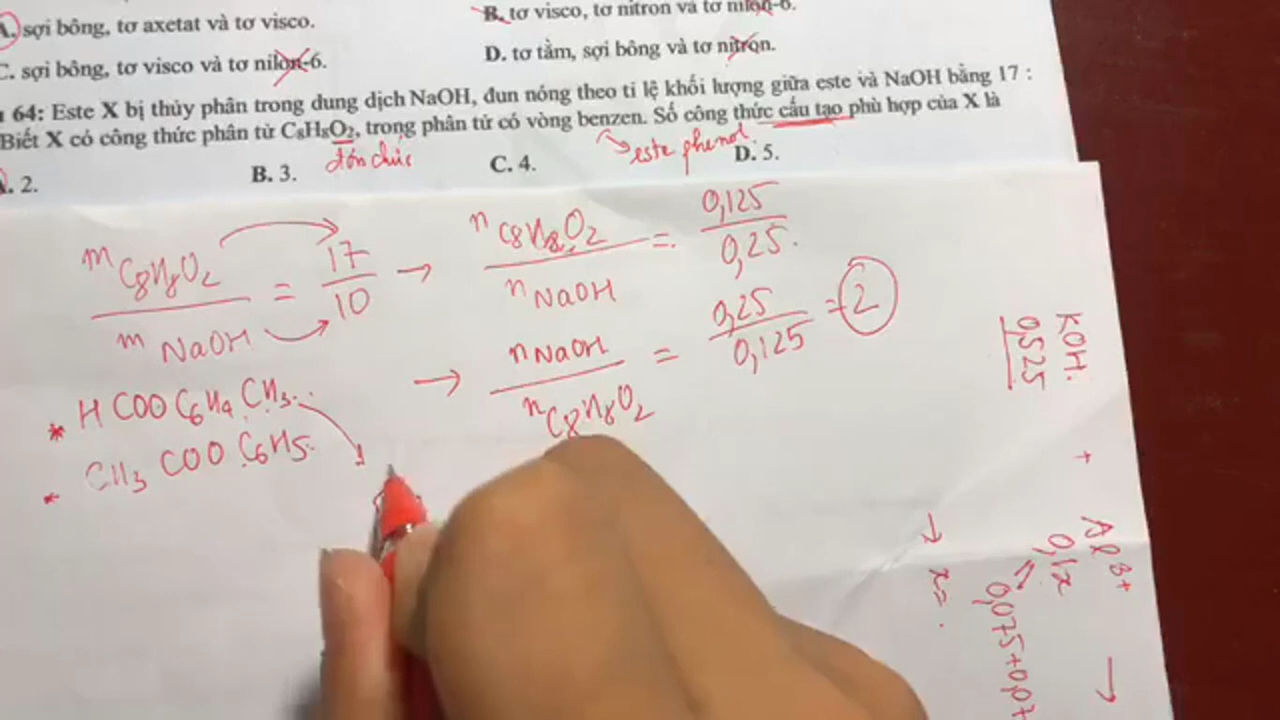 A. sợi bông, tơ axetat và tơ visco.
B. tơ visco, tơ nitron và tơ nilon-6.
C. sợi bông, tơ visco và tơ nilon-6.
D. tơ tằm, sợi bông và tơ nitron.
64: Este X bị thủy phân trong dung dịch NaOH, đun nóng theo tỉ lệ khối lượng giữa este và NaOH bằng 17 :
Biết X có công thức phân tử C8H8O2, trong phân tử có vòng benzen. Số công thức cấu tạo phù hợp của X là
đơn chức
este phenol
. 2.
B. 3.
C. 4.
D. 5.
mC8H8O2 / mNaOH = 17/10 → nC8H8O2 / nNaOH = 0,125/0,25.
→ nNaOH / nC8H8O2 = 0,25/0,125 = 2
* HCOOC6H4CH3..
* CH3COOC6H5.
KOH.
0,525
+
Al3+
0,1x
→
0,075+0,07
→ x=.